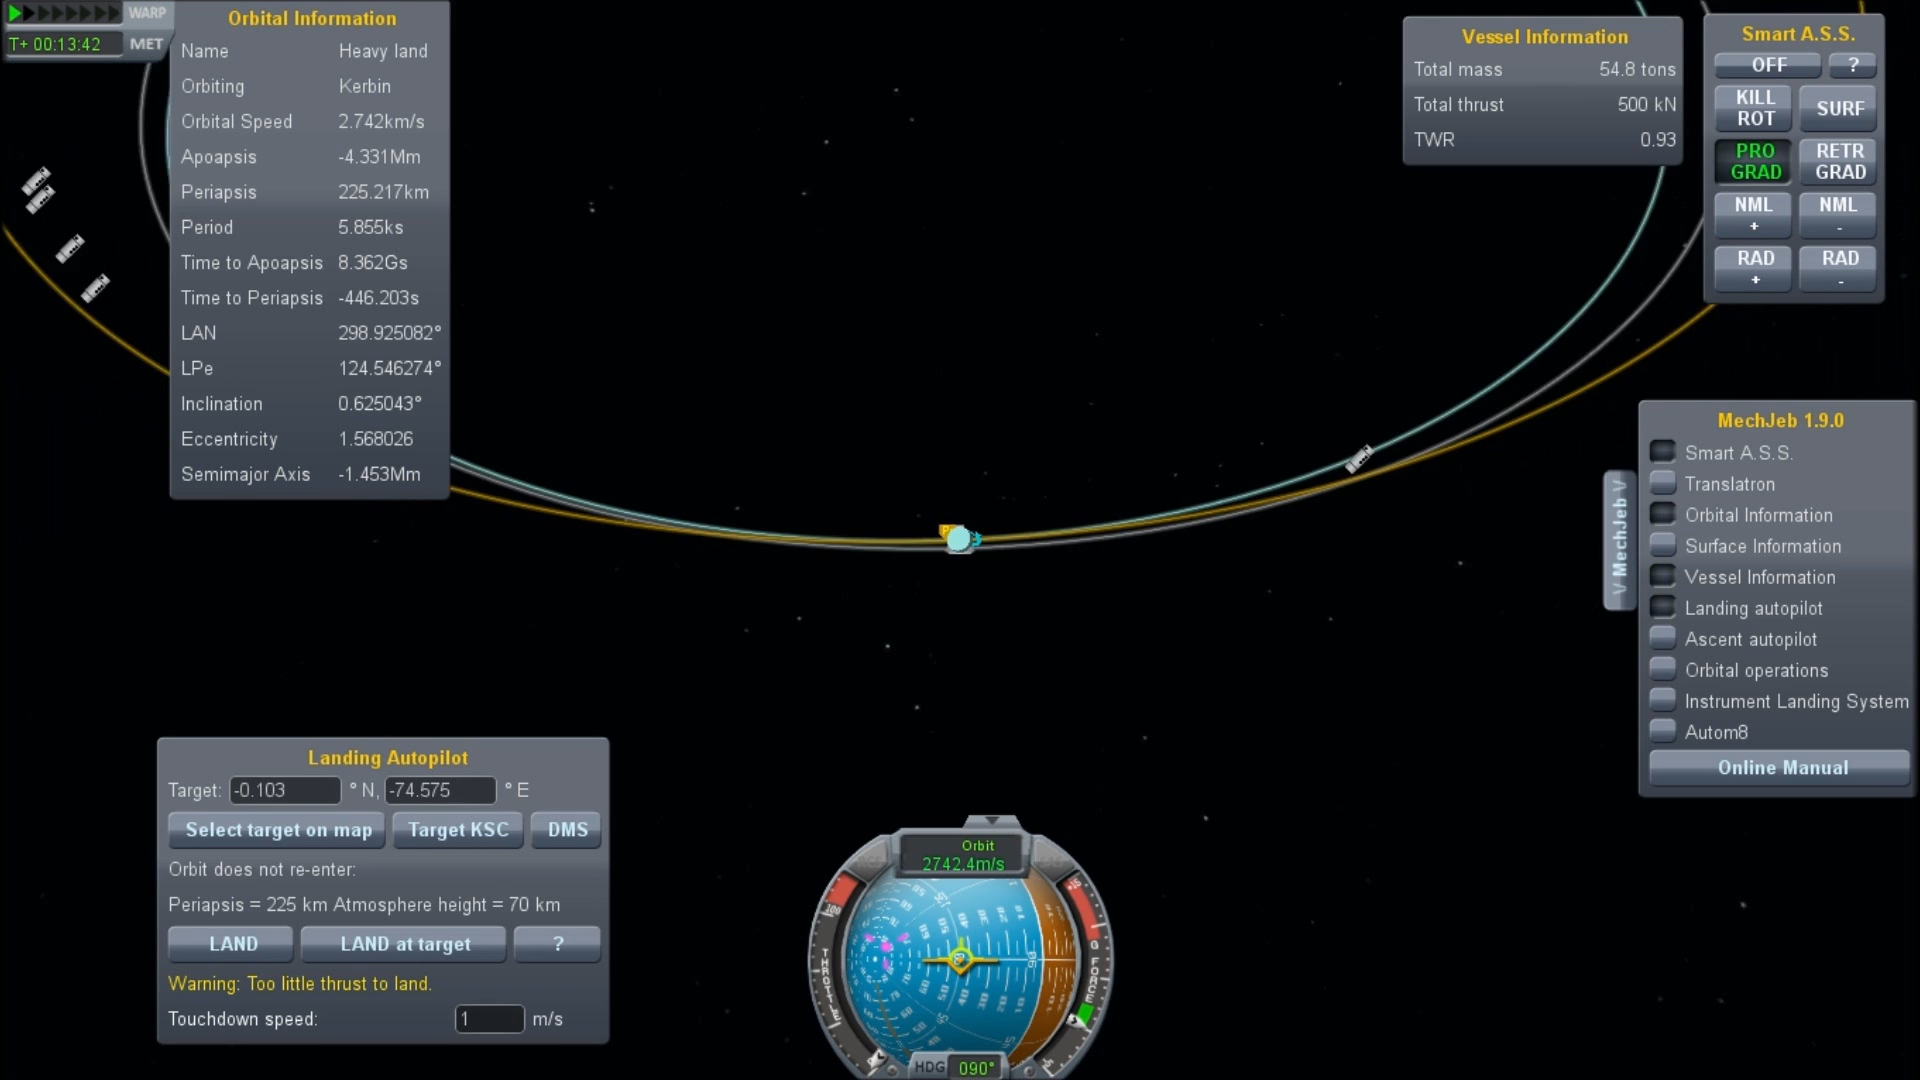 WARP
T+ 00:13:42 MET
Orbital Information
Name Heavy land
Orbiting Kerbin
Orbital Speed 2.742km/s
Apoapsis -4.331Mm
Periapsis 225.217km
Period 5.855ks
Time to Apoapsis 8.362Gs
Time to Periapsis -446.203s
LAN 298.925082°
LPe 124.546274°
Inclination 0.625043°
Eccentricity 1.568026
Semimajor Axis -1.453Mm
Vessel Information
Total mass 54.8 tons
Total thrust 500 kN
TWR 0.93
Smart A.S.S.
OFF ?
KILL ROT SURF
PRO GRAD RETR GRAD
NML + NML -
RAD + RAD -
MechJeb 1.9.0
Smart A.S.S.
Translatron
Orbital Information
Surface Information
Vessel Information
Landing autopilot
Ascent autopilot
Orbital operations
Instrument Landing System
Autom8
Online Manual
\/ MechJeb \/
Landing Autopilot
Target: -0.103 ° N, -74.575 ° E
Select target on map Target KSC DMS
Orbit does not re-enter:
Periapsis = 225 km Atmosphere height = 70 km
LAND LAND at target ?
Warning: Too little thrust to land.
Touchdown speed: 1 m/s
Orbit
2742.4m/s
THROTTLE
G FORCE
HDG 090°